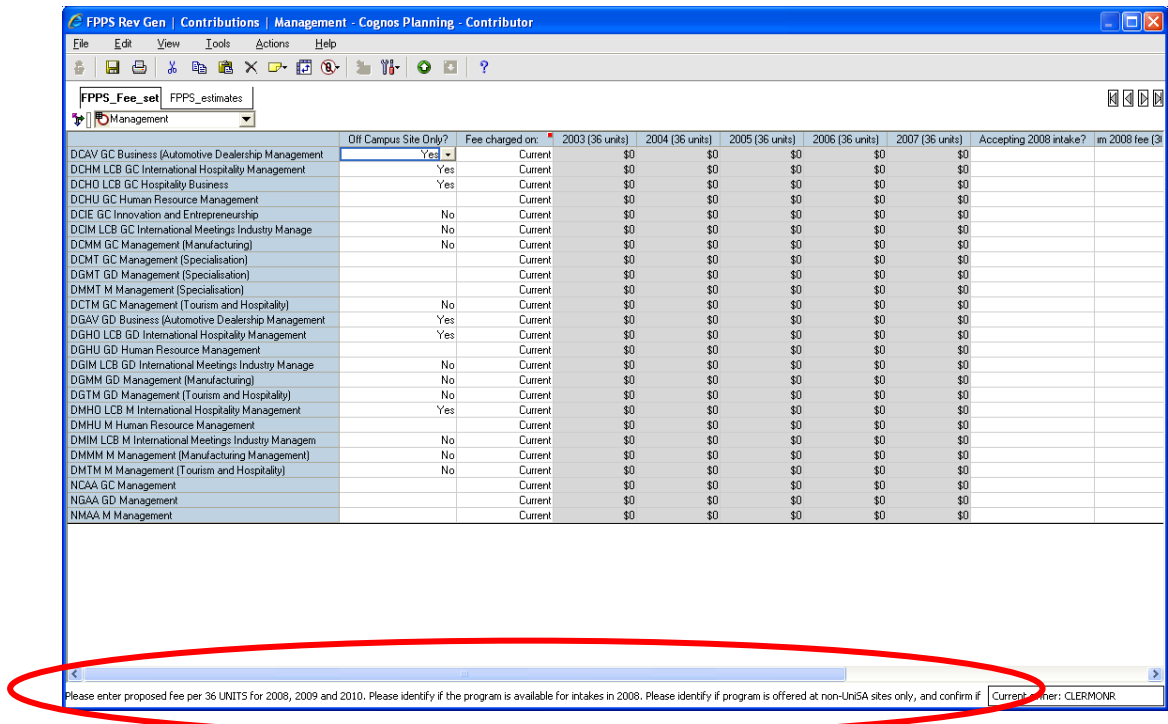 FPPS Rev Gen | Contributions | Management - Cognos Planning - Contributor
File Edit View Tools Actions Help
FPPS_Fee_set FPPS_estimates
Management
Off Campus Site Only? Fee charged on: 2003 (36 units) 2004 (36 units) 2005 (36 units) 2006 (36 units) 2007 (36 units) Accepting 2008 intake? m 2008 fee (3
DCAV GC Business (Automotive Dealership Management Yes Current $0 $0 $0 $0 $0
DCHM LCB GC International Hospitality Management Yes Current $0 $0 $0 $0 $0
DCHO LCB GC Hospitality Business Yes Current $0 $0 $0 $0 $0
DCHU GC Human Resource Management Current $0 $0 $0 $0 $0
DCIE GC Innovation and Entrepreneurship No Current $0 $0 $0 $0 $0
DCIM LCB GC International Meetings Industry Manage No Current $0 $0 $0 $0 $0
DCMM GC Management (Manufacturing) No Current $0 $0 $0 $0 $0
DCMT GC Management (Specialisation) Current $0 $0 $0 $0 $0
DGMT GD Management (Specialisation) Current $0 $0 $0 $0 $0
DMMT M Management (Specialisation) Current $0 $0 $0 $0 $0
DCTM GC Management (Tourism and Hospitality) No Current $0 $0 $0 $0 $0
DGAV GD Business (Automotive Dealership Management Yes Current $0 $0 $0 $0 $0
DGHO LCB GD International Hospitality Management Yes Current $0 $0 $0 $0 $0
DGHU GD Human Resource Management Current $0 $0 $0 $0 $0
DGIM LCB GD International Meetings Industry Manage No Current $0 $0 $0 $0 $0
DGMM GD Management (Manufacturing) No Current $0 $0 $0 $0 $0
DGTM GD Management (Tourism and Hospitality) No Current $0 $0 $0 $0 $0
DMHO LCB M International Hospitality Management Yes Current $0 $0 $0 $0 $0
DMHU M Human Resource Management Current $0 $0 $0 $0 $0
DMIM LCB M International Meetings Industry Managem No Current $0 $0 $0 $0 $0
DMMM M Management (Manufacturing Management) No Current $0 $0 $0 $0 $0
DMTM M Management (Tourism and Hospitality) No Current $0 $0 $0 $0 $0
NCAA GC Management Current $0 $0 $0 $0 $0
NGAA GD Management Current $0 $0 $0 $0 $0
NMAA M Management Current $0 $0 $0 $0 $0
Please enter proposed fee per 36 UNITS for 2008, 2009 and 2010. Please identify if the program is available for intakes in 2008. Please identify if program is offered at non-UniSA sites only, and confirm if Current owner: CLERMONR